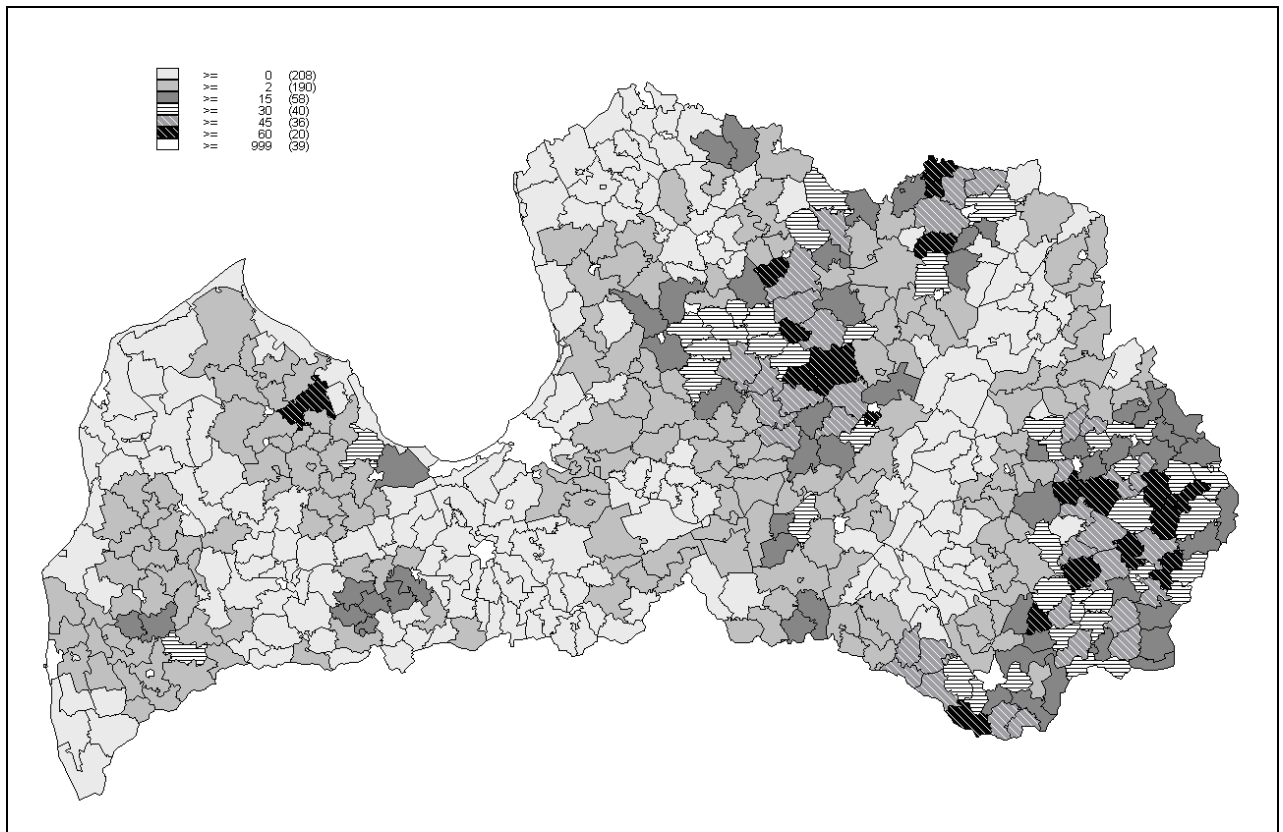 >= 0 (208)
>= 2 (190)
>= 15 (58)
>= 30 (40)
>= 45 (36)
>= 60 (20)
>= 999 (39)